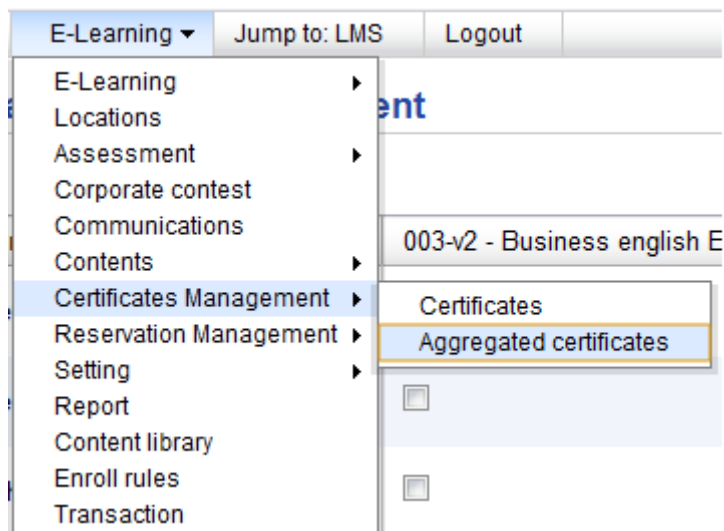 E-Learning Jump to: LMS Logout
E-Learning
Locations
ent
Assessment
Corporate contest
Communications
003-v2 - Business english E
Contents
Certificates Management
Certificates
Reservation Management
Aggregated certificates
Setting
Report
Content library
Enroll rules
Transaction